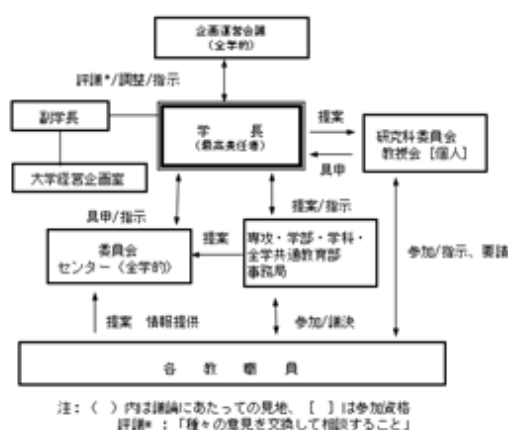 企画運営会議
（全学的）
評議*/調整/指示
副学長
学　長
（最高責任者）
提案
具申
研究科委員会
教授会［個人］
大学経営企画室
具申/指示
提案/指示
委員会
センター（全学的）
提案
専攻・学部・学科・
全学共通教育部
事務局
参加/指示、要請
提案　情報提供
参加/議決
各　教　職　員
注：（　）内は議論にあたっての見地、［　］は参加資格
評議*：「種々の意見を交換して相談すること」